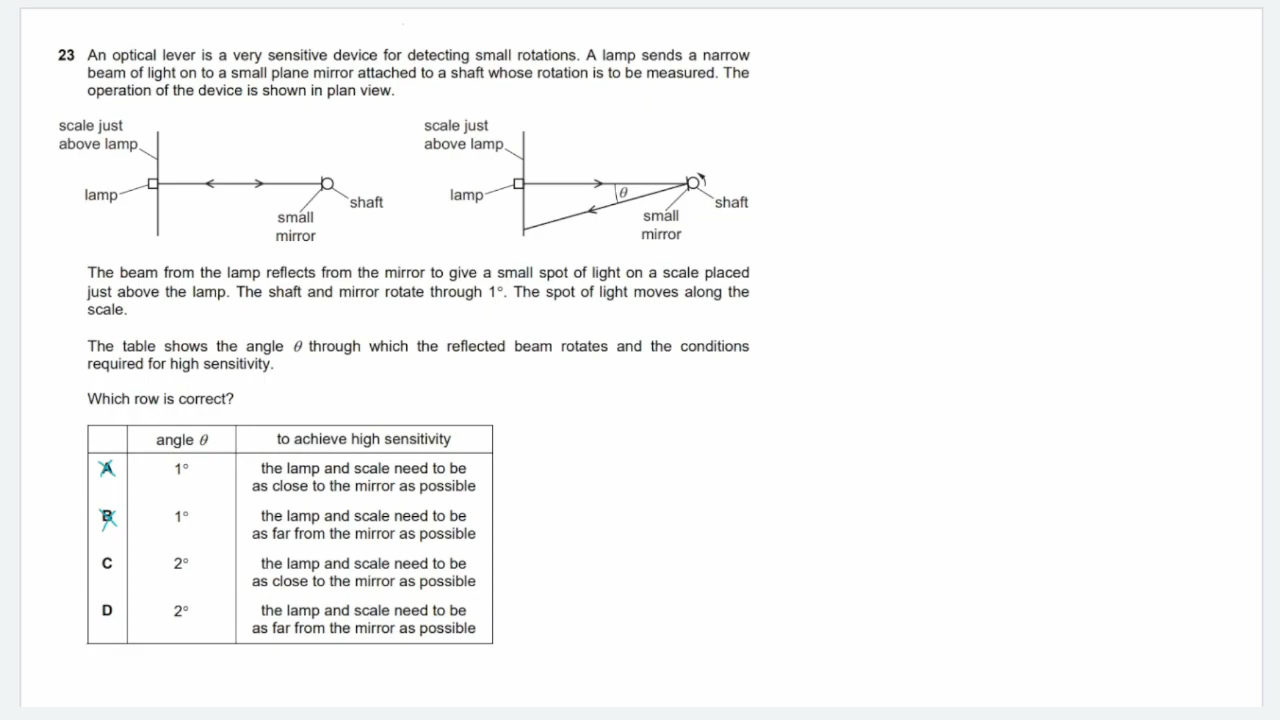 23 An optical lever is a very sensitive device for detecting small rotations. A lamp sends a narrow
beam of light on to a small plane mirror attached to a shaft whose rotation is to be measured. The
operation of the device is shown in plan view.
scale just
above lamp
lamp
shaft
small
mirror
scale just
above lamp
lamp
θ
shaft
small
mirror
The beam from the lamp reflects from the mirror to give a small spot of light on a scale placed
just above the lamp. The shaft and mirror rotate through 1°. The spot of light moves along the
scale.
The table shows the angle θ through which the reflected beam rotates and the conditions
required for high sensitivity.
Which row is correct?
angle θ to achieve high sensitivity
A 1° the lamp and scale need to be
as close to the mirror as possible
B 1° the lamp and scale need to be
as far from the mirror as possible
C 2° the lamp and scale need to be
as close to the mirror as possible
D 2° the lamp and scale need to be
as far from the mirror as possible